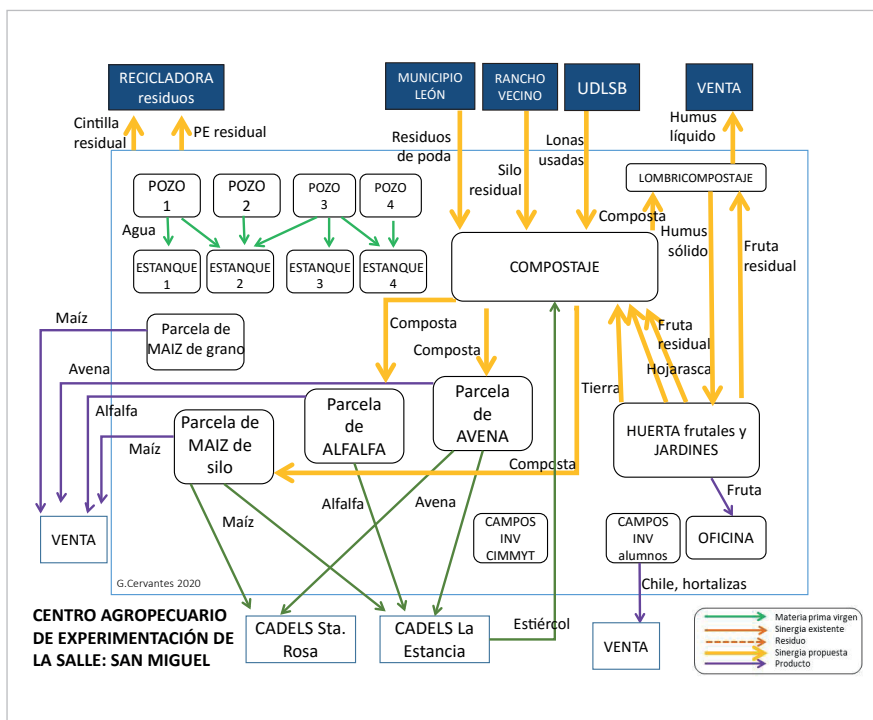 RECICLADORA
residuos
MUNICIPIO
LEÓN
RANCHO
VECINO
UDLSB
VENTA
Cintilla
residual
PE residual
Residuos
de poda
Silo
residual
Lonas
usadas
Humus
líquido
POZO
1
POZO
2
POZO
3
POZO
4
LOMBRICOMPOSTAJE
Agua
Composta
Humus
sólido
Fruta
residual
ESTANQUE
1
ESTANQUE
2
ESTANQUE
3
ESTANQUE
4
COMPOSTAJE
Maíz
Parcela de
MAIZ de grano
Composta
Composta
Fruta
residual
Hojarasca
Avena
Tierra
Alfalfa
Parcela
de
ALFALFA
Parcela
de
AVENA
HUERTA frutales y
JARDINES
Maíz
Parcela de
MAIZ de
silo
Composta
Alfalfa
Avena
Maíz
Fruta
VENTA
CAMPOS
INV
CIMMYT
CAMPOS
INV
alumnos
OFICINA
G.Cervantes 2020
Chile, hortalizas
CENTRO AGROPECUARIO
DE EXPERIMENTACIÓN DE
LA SALLE: SAN MIGUEL
CADELS Sta.
Rosa
CADELS La
Estancia
Estiércol
VENTA
Materia prima virgen
Sinergia existente
Residuo
Sinergia propuesta
Producto